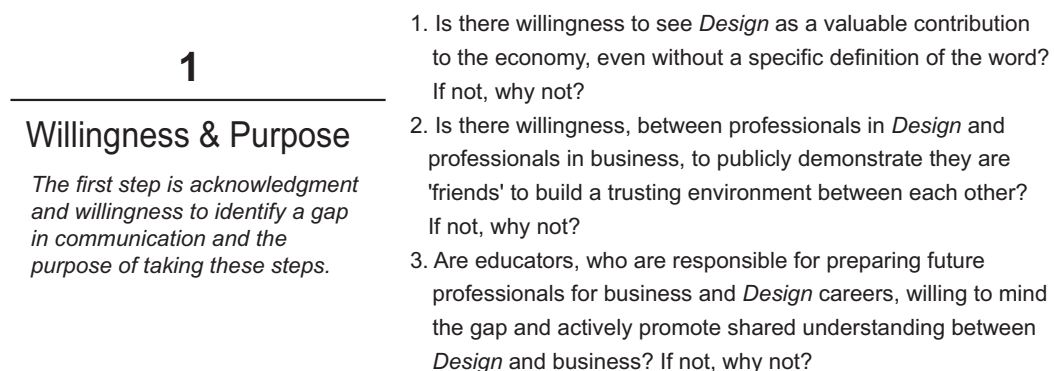 1
Willingness & Purpose
The first step is acknowledgment
and willingness to identify a gap
in communication and the
purpose of taking these steps.
1. Is there willingness to see Design as a valuable contribution
to the economy, even without a specific definition of the word?
If not, why not?
2. Is there willingness, between professionals in Design and
professionals in business, to publicly demonstrate they are
'friends' to build a trusting environment between each other?
If not, why not?
3. Are educators, who are responsible for preparing future
professionals for business and Design careers, willing to mind
the gap and actively promote shared understanding between
Design and business? If not, why not?